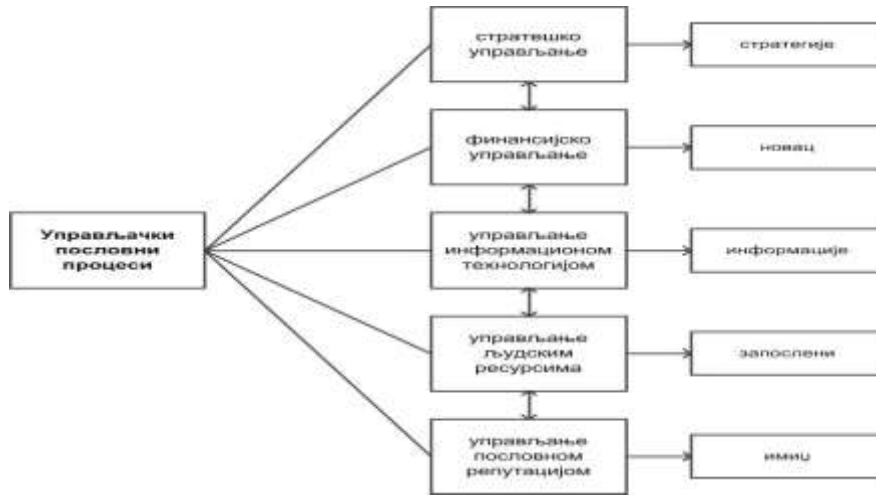 Управљачки
пословни
процеси
стратешко
управљање
стратегије
финансијско
управљање
новац
управљање
информационом
технологијом
информације
управљање
људским
ресурсима
запослени
управљање
пословном
репутацијом
имиџ